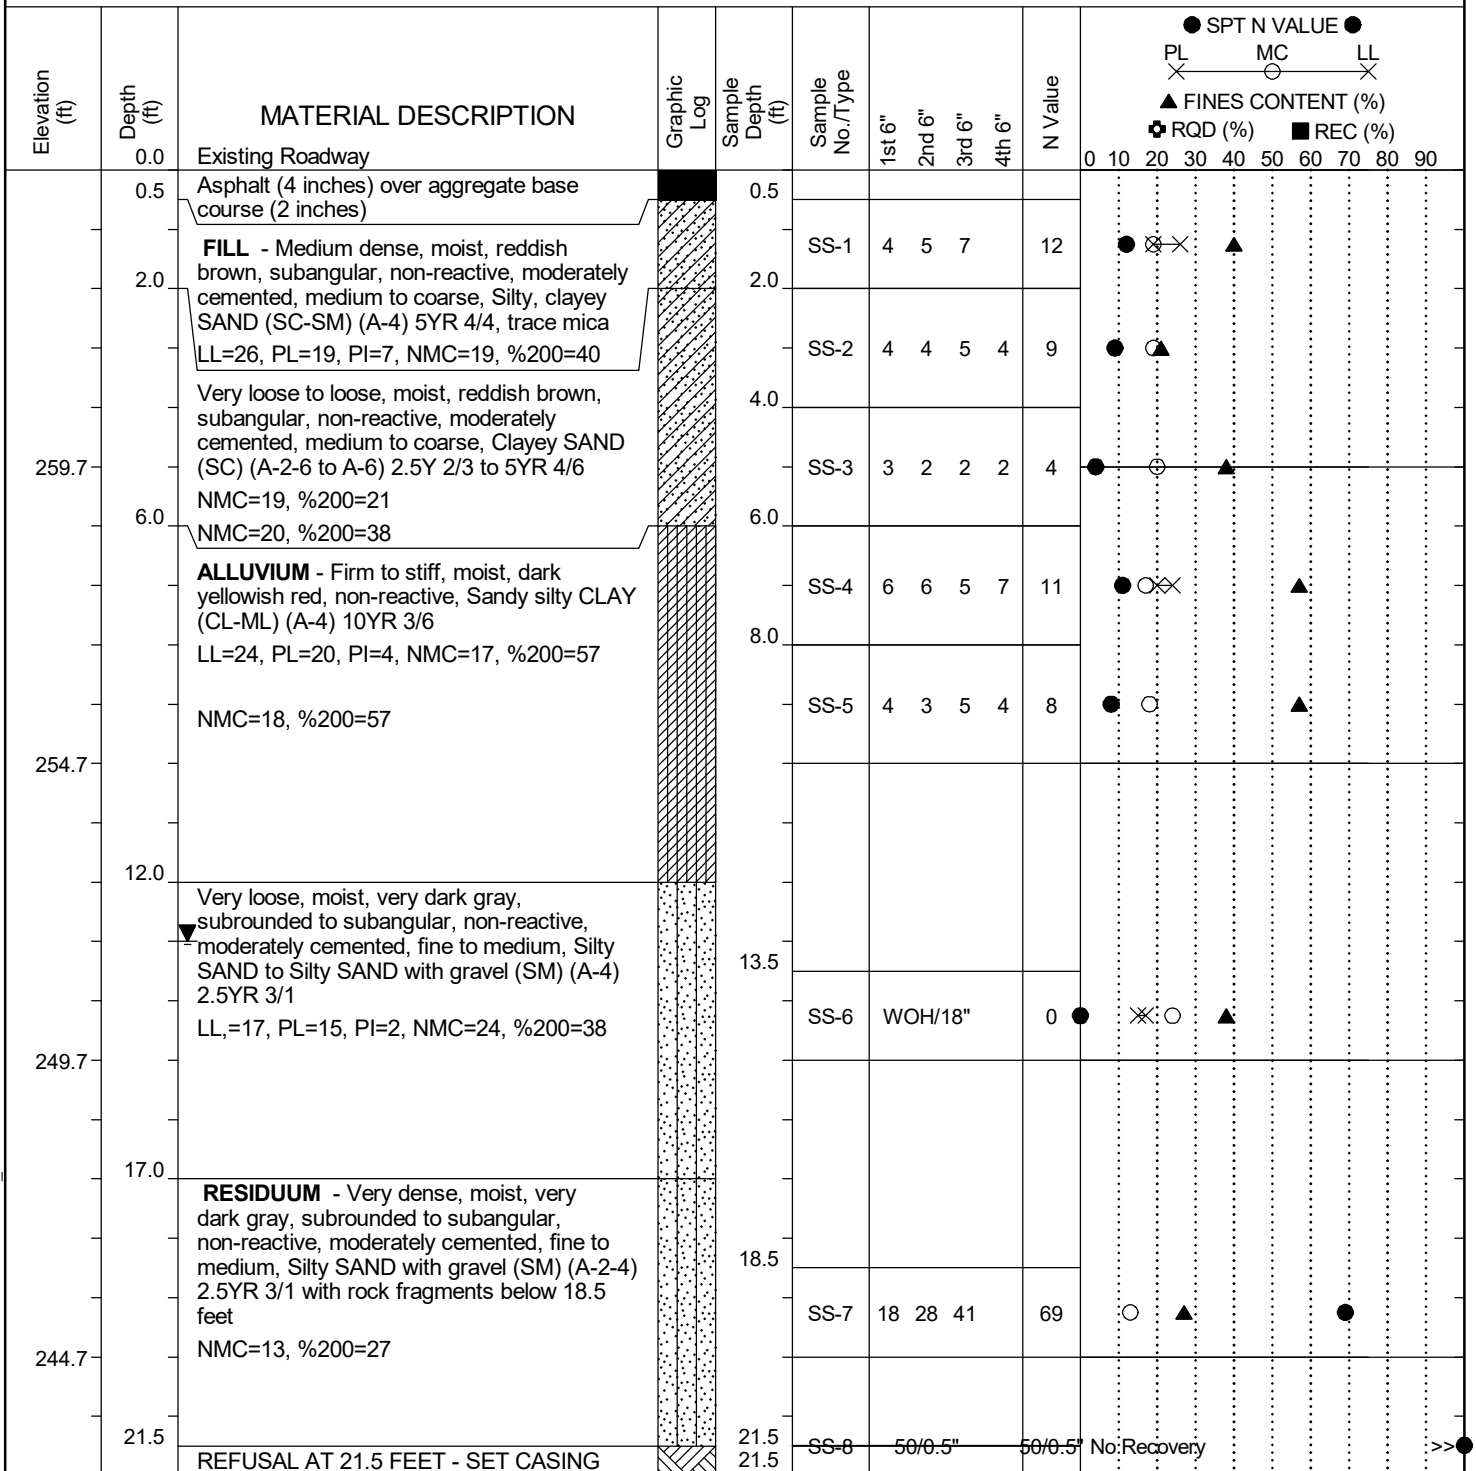 ● SPT N VALUE ●
PL MC LL
▲ FINES CONTENT (%)
RQD (%) ■ REC (%)
Elevation (ft)
Depth (ft)
MATERIAL DESCRIPTION
Graphic Log
Sample Depth (ft)
Sample No./Type
1st 6"
2nd 6"
3rd 6"
4th 6"
N Value
0 10 20 30 40 50 60 70 80 90
0.0 Existing Roadway
0.5 Asphalt (4 inches) over aggregate base 0.5
course (2 inches)
FILL - Medium dense, moist, reddish
SS-1 4 5 7 12
brown, subangular, non-reactive, moderately
2.0 cemented, medium to coarse, Silty, clayey 2.0
SAND (SC-SM) (A-4) 5YR 4/4, trace mica
LL=26, PL=19, PI=7, NMC=19, %200=40
SS-2 4 4 5 4 9
Very loose to loose, moist, reddish brown,
4.0
subangular, non-reactive, moderately
cemented, medium to coarse, Clayey SAND
259.7 (SC) (A-2-6 to A-6) 2.5Y 2/3 to 5YR 4/6 SS-3 3 2 2 2 4
NMC=19, %200=21
6.0 6.0
NMC=20, %200=38
ALLUVIUM - Firm to stiff, moist, dark
yellowish red, non-reactive, Sandy silty CLAY SS-4 6 6 5 7 11
(CL-ML) (A-4) 10YR 3/6
8.0
LL=24, PL=20, PI=4, NMC=17, %200=57
SS-5 4 3 5 4 8
NMC=18, %200=57
254.7
12.0
Very loose, moist, very dark gray,
subrounded to subangular, non-reactive,
moderately cemented, fine to medium, Silty
13.5
SAND to Silty SAND with gravel (SM) (A-4)
2.5YR 3/1
SS-6 WOH/18" 0
LL,=17, PL=15, PI=2, NMC=24, %200=38
249.7
17.0
RESIDUUM - Very dense, moist, very
dark gray, subrounded to subangular,
non-reactive, moderately cemented, fine to
18.5
medium, Silty SAND with gravel (SM) (A-2-4)
2.5YR 3/1 with rock fragments below 18.5
feet
SS-7 18 28 41 69
NMC=13, %200=27
244.7
21.5 21.5
SS-8 50/0.5" 50/0.5" No Recovery >>
REFUSAL AT 21.5 FEET - SET CASING 21.5